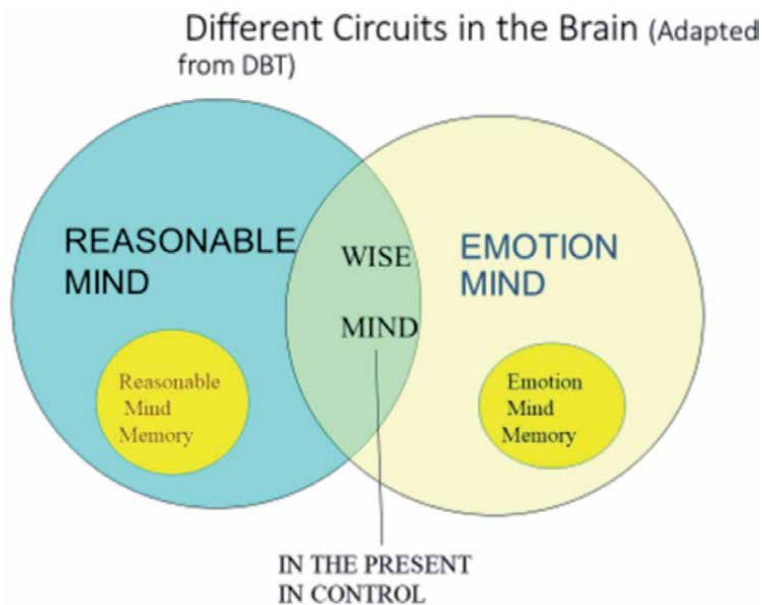 Different Circuits in the Brain (Adapted
from DBT)
REASONABLE
MIND
WISE
MIND
EMOTION
MIND
Reasonable
Mind
Memory
Emotion
Mind
Memory
IN THE PRESENT
IN CONTROL